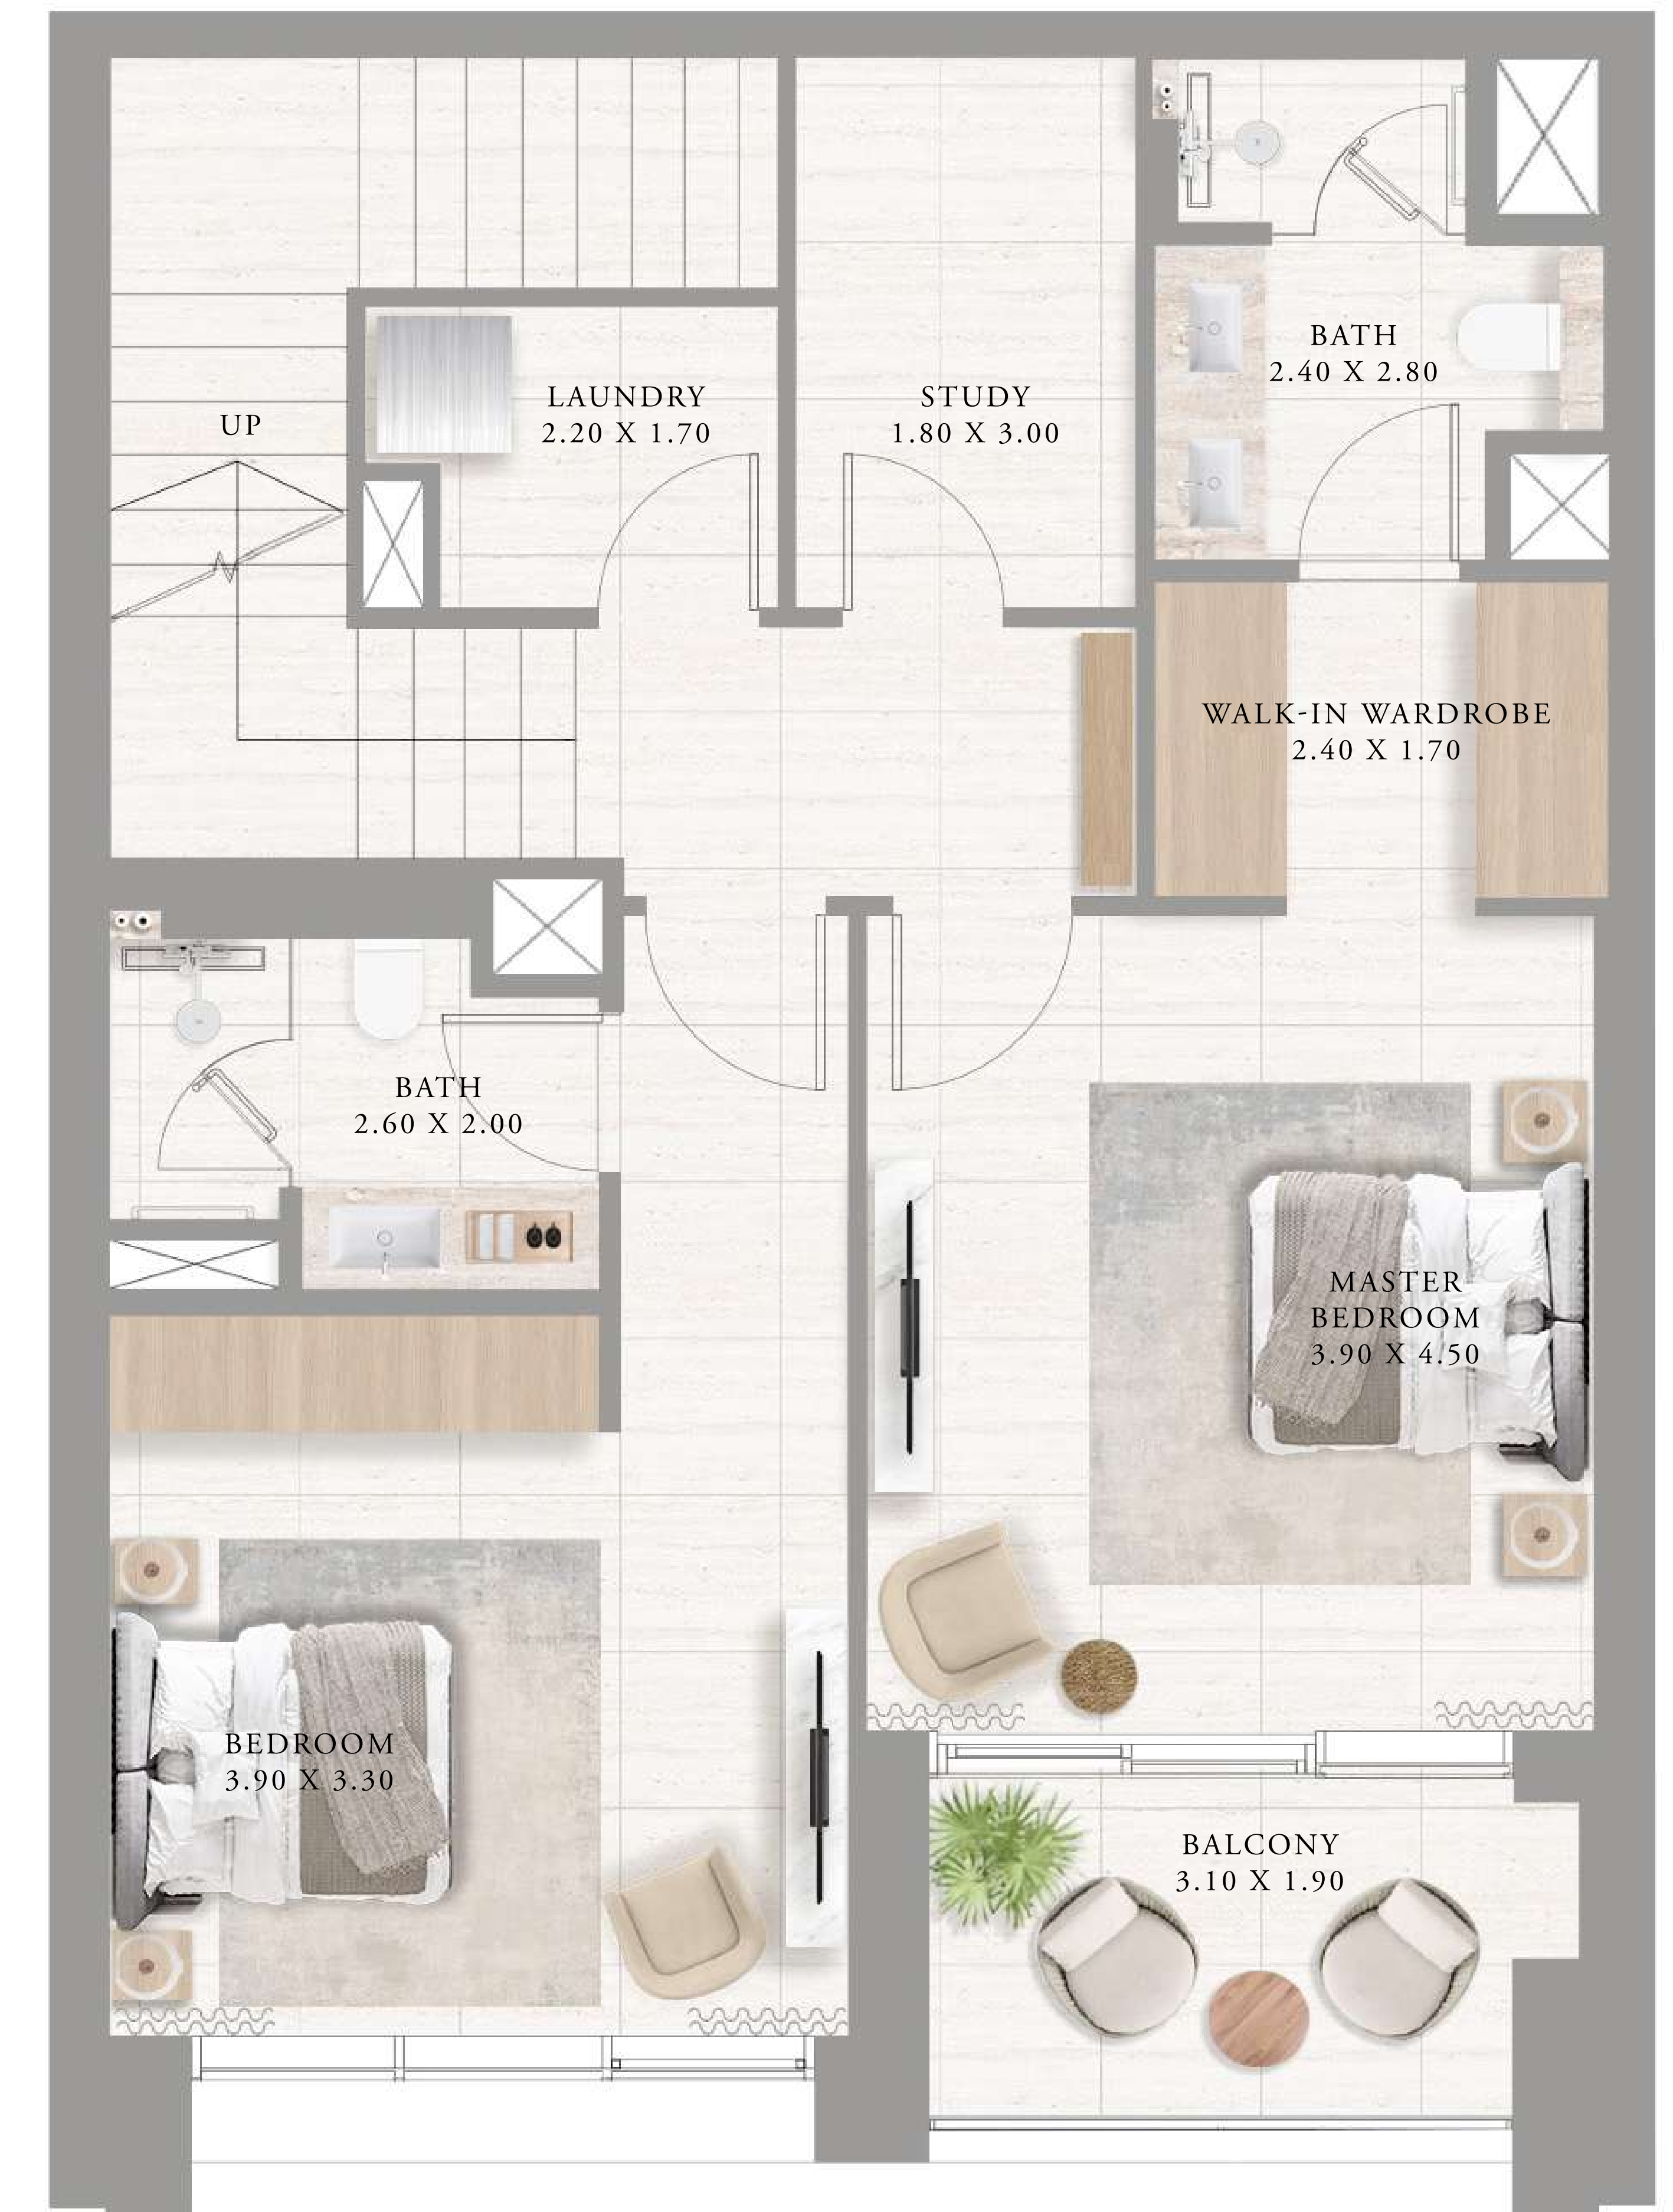 BATH
2.40 X 2.80
LAUNDRY
2.20 X 1.70
STUDY
1.80 X 3.00
UP
WALK-IN WARDROBE
2.40 X 1.70
BATH
2.60 X 2.00
MASTER
BEDROOM
3.90 X 4.50
BEDROOM
3.90 X 3.30
BALCONY
3.10 X 1.90